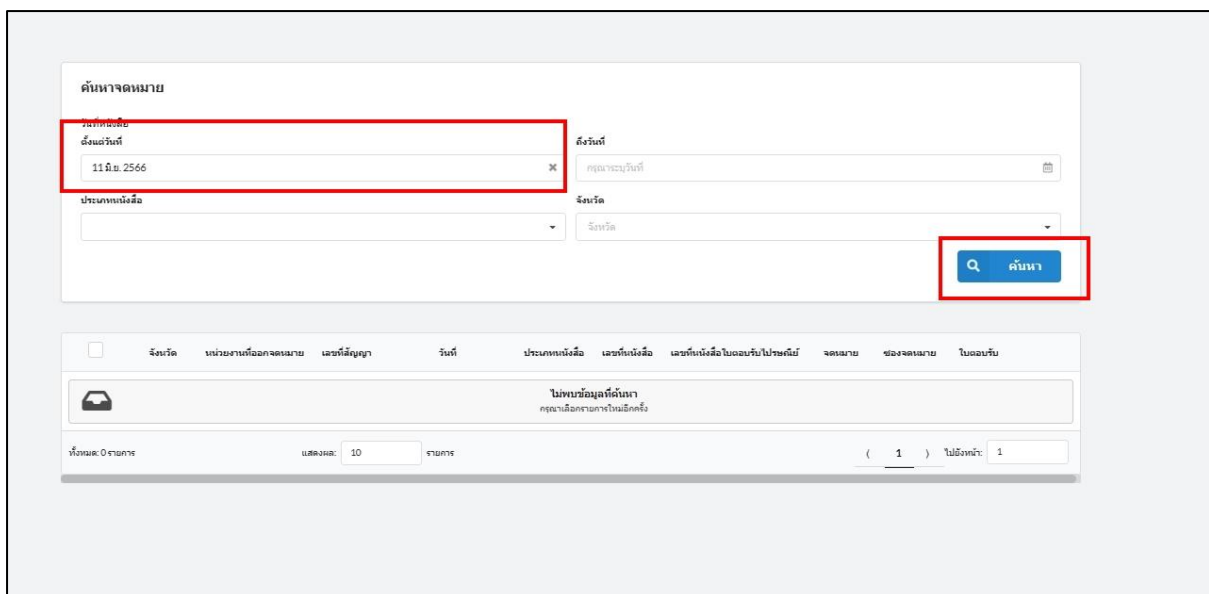 ค้นหาจดหมาย
วันที่หนังสือ
ตั้งแต่วันที่ ถึงวันที่
11 มิ.ย. 2566 กรุณาระบุวันที่
ประเภทหนังสือ จังหวัด
จังหวัด
ค้นหา
จังหวัด หน่วยงานที่ออกจดหมาย เลขที่สัญญา วันที่ ประเภทหนังสือ เลขที่หนังสือ เลขที่หนังสือใบตอบรับไปรษณีย์ จดหมาย ซองจดหมาย ใบตอบรับ
ไม่พบข้อมูลที่ค้นหา
กรุณาเลือกรายการใหม่อีกครั้ง
ทั้งหมด: 0 รายการ แสดงผล: 10 รายการ ⟨ 1 ⟩ ไปยังหน้า: 1